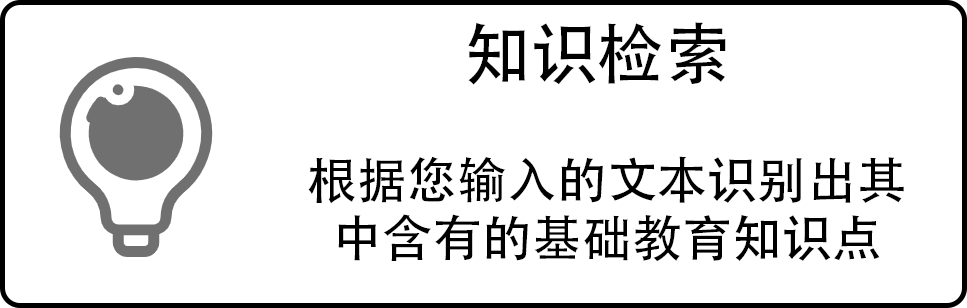 知识检索
根据您输入的文本识别出其
中含有的基础教育知识点